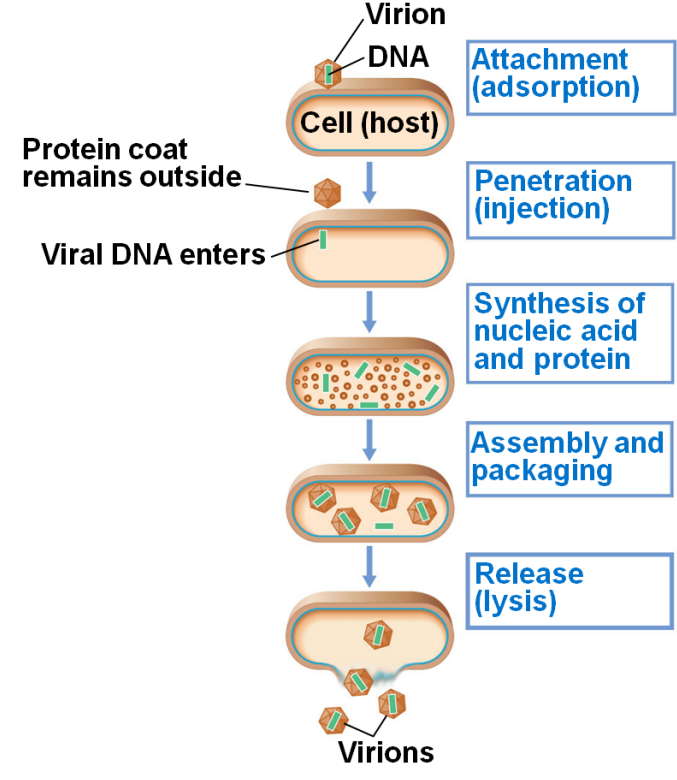 Virion
DNA
Attachment
(adsorption)
Cell (host)
Protein coat
remains outside
Penetration
(injection)
Viral DNA enters
Synthesis of
nucleic acid
and protein
Assembly and
packaging
Release
(lysis)
Virions